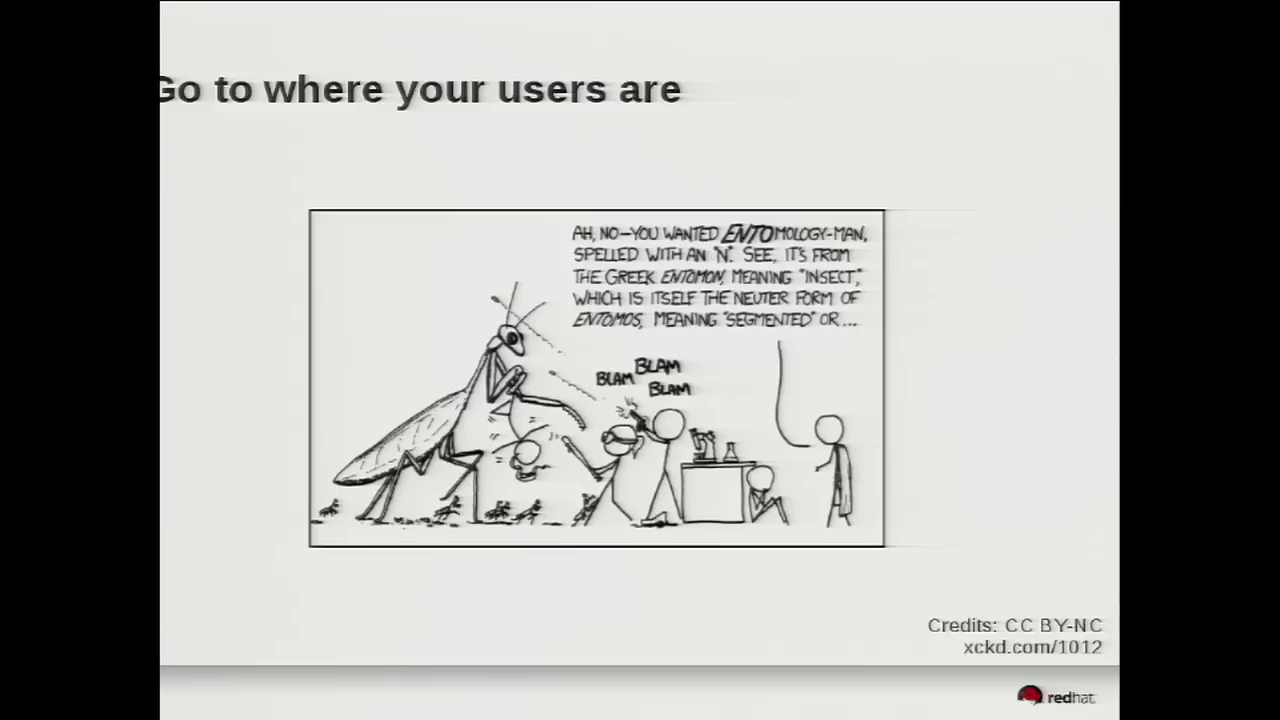 Go to where your users are
AH, NO—YOU WANTED ENTOMOLOGY-MAN,
SPELLED WITH AN "N". SEE, IT'S FROM
THE GREEK ENTOMON, MEANING "INSECT,"
WHICH IS ITSELF THE NEUTER FORM OF
ENTOMOS, MEANING "SEGMENTED" OR...
BLAM
BLAM
BLAM
Credits: CC BY-NC
xckd.com/1012
redhat